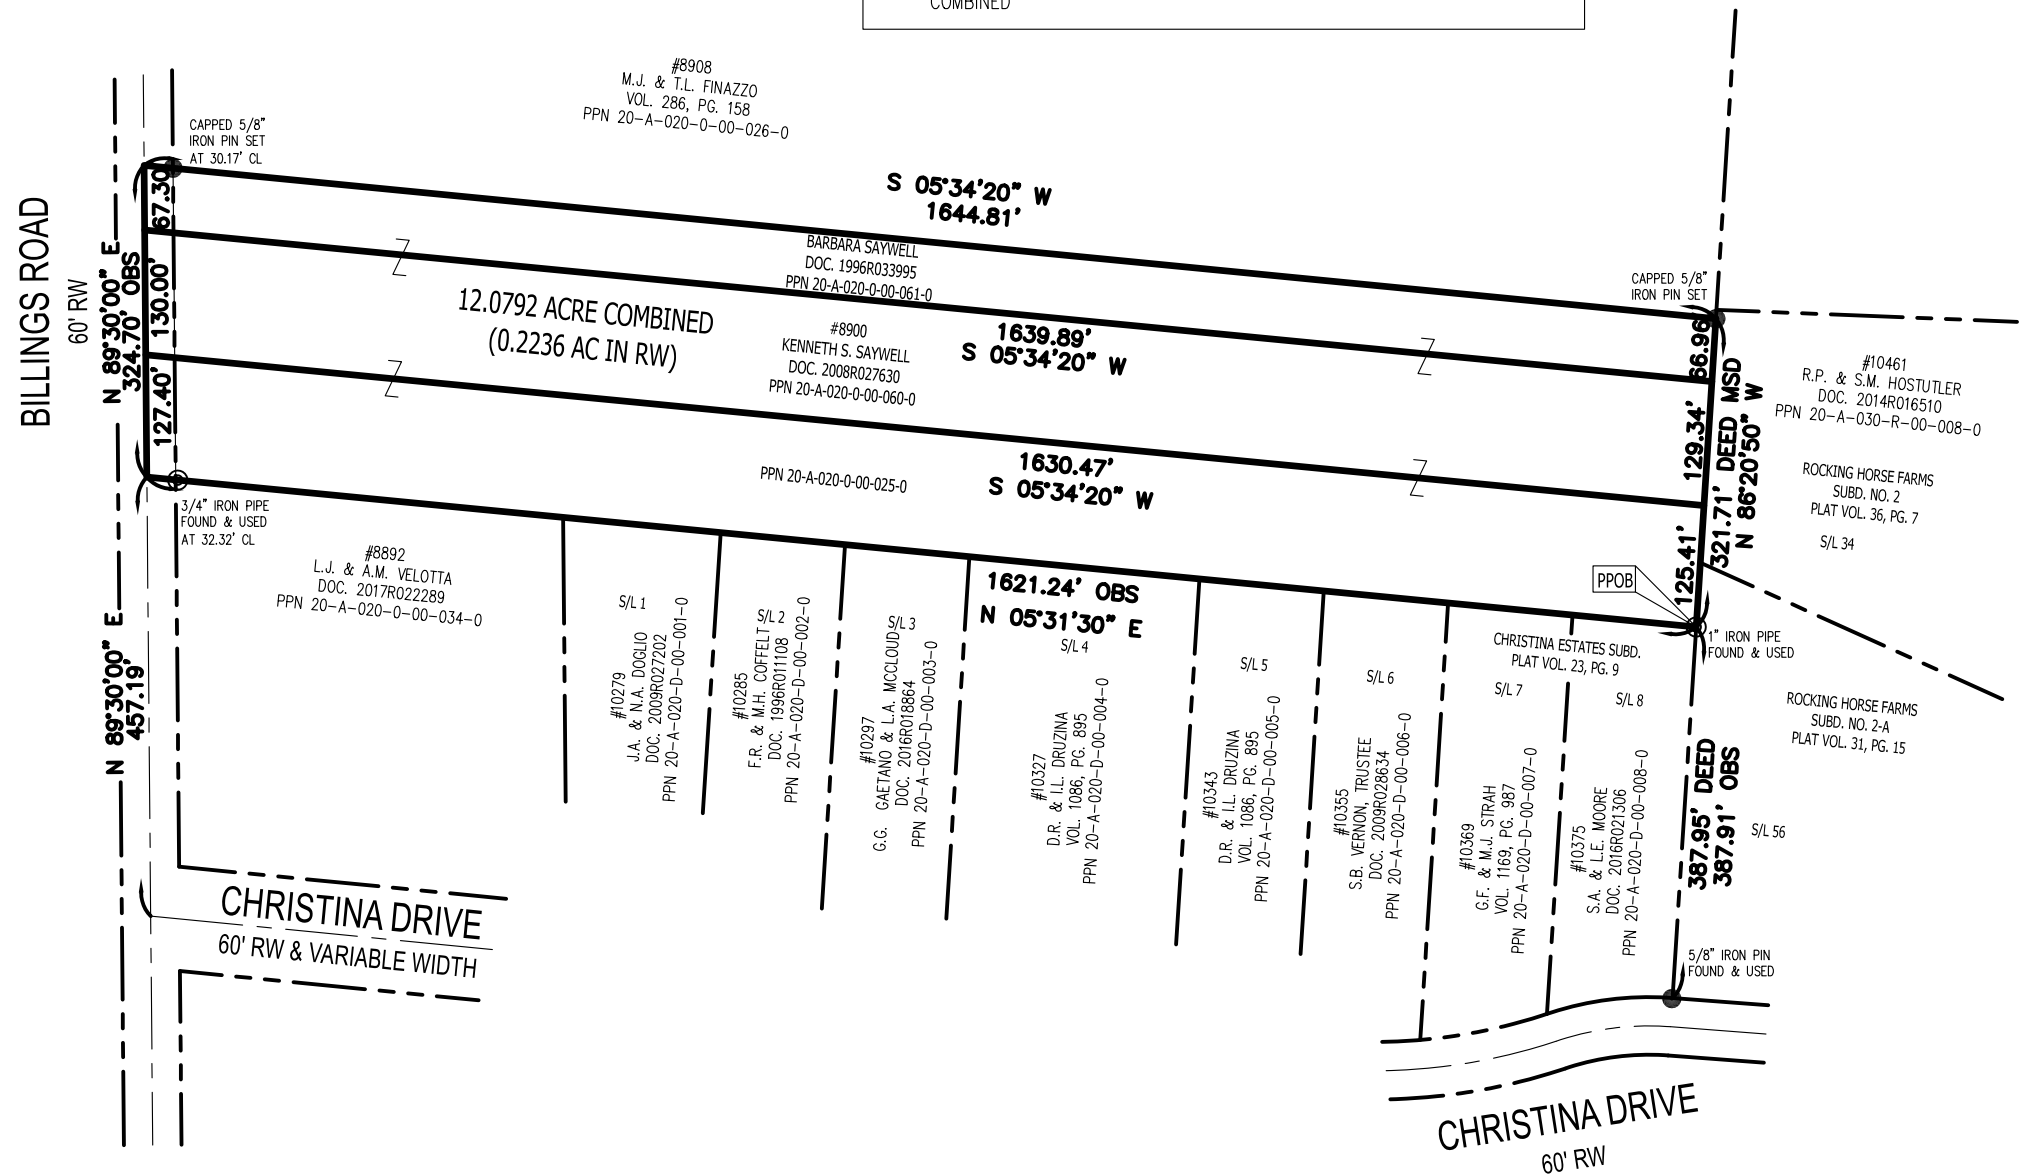 COMBINED
#8908
M.J. & T.L. FINAZZO
VOL. 286, PG. 158
PPN 20-A-020-0-00-026-0
CAPPED 5/8"
IRON PIN SET
AT 30.17' CL
BILLINGS ROAD
60' RW
N 89°30'00" E
324.70' OBS
67.30'
130.00'
127.40'
S 05°34'20" W
1644.81'
BARBARA SAYWELL
DOC. 1996R033995
PPN 20-A-020-0-00-061-0
12.0792 ACRE COMBINED
(0.2236 AC IN RW)
1639.89'
S 05°34'20" W
#8900
KENNETH S. SAYWELL
DOC. 2008R027630
PPN 20-A-020-0-00-060-0
1630.47'
S 05°34'20" W
PPN 20-A-020-0-00-025-0
CAPPED 5/8"
IRON PIN SET
66.96'
129.34'
125.41'
321.71' DEED MSD
N 86°20'50" W
#10461
R.P. & S.M. HOSTUTLER
DOC. 2014R016510
PPN 20-A-030-R-00-008-0
ROCKING HORSE FARMS
SUBD. NO. 2
PLAT VOL. 36, PG. 7
S/L 34
PPOB
1" IRON PIPE
FOUND & USED
3/4" IRON PIPE
FOUND & USED
AT 32.32' CL
#8892
L.J. & A.M. VELOTTA
DOC. 2017R022289
PPN 20-A-020-0-00-034-0
1621.24' OBS
N 05°31'30" E
N 89°30'00" E
457.19'
S/L 1
#10279
J.A. & N.A. DOGLIO
DOC. 2009R027202
PPN 20-A-020-D-00-001-0
S/L 2
#10285
F.R. & M.H. COFFELT
DOC. 1996R011108
PPN 20-A-020-D-00-002-0
S/L 3
#10297
G.G. GAETANO & L.A. MCCLOUD
DOC. 2016R018864
PPN 20-A-020-D-00-003-0
S/L 4
#10327
D.R. & I.L. DRUZINA
VOL. 1086, PG. 895
PPN 20-A-020-D-00-004-0
S/L 5
#10343
D.R. & I.L. DRUZINA
VOL. 1086, PG. 895
PPN 20-A-020-D-00-005-0
S/L 6
#10355
S.B. VERNON, TRUSTEE
DOC. 2009R028634
PPN 20-A-020-D-00-006-0
CHRISTINA ESTATES SUBD.
PLAT VOL. 23, PG. 9
S/L 7
#10369
G.F. & M.J. STRAH
VOL. 1169, PG. 987
PPN 20-A-020-D-00-007-0
S/L 8
#10375
S.A. & L.E. MOORE
DOC. 2016R021306
PPN 20-A-020-D-00-008-0
387.95' DEED
387.91' OBS
ROCKING HORSE FARMS
SUBD. NO. 2-A
PLAT VOL. 31, PG. 15
S/L 56
5/8" IRON PIN
FOUND & USED
CHRISTINA DRIVE
60' RW & VARIABLE WIDTH
CHRISTINA DRIVE
60' RW